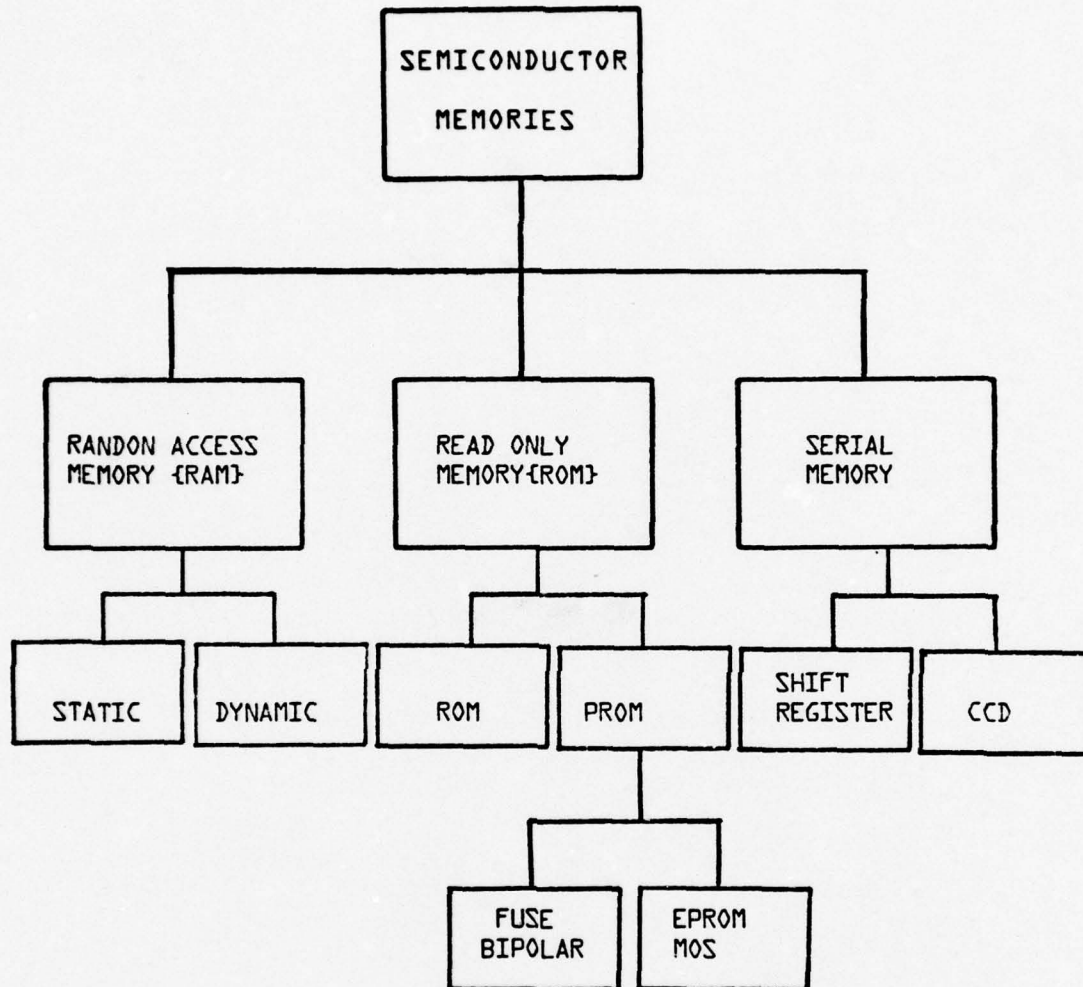 SEMICONDUCTOR
MEMORIES
RANDON ACCESS
MEMORY {RAM}
READ ONLY
MEMORY{ROM}
SERIAL
MEMORY
STATIC
DYNAMIC
ROM
PROM
SHIFT
REGISTER
CCD
FUSE
BIPOLAR
EPROM
MOS